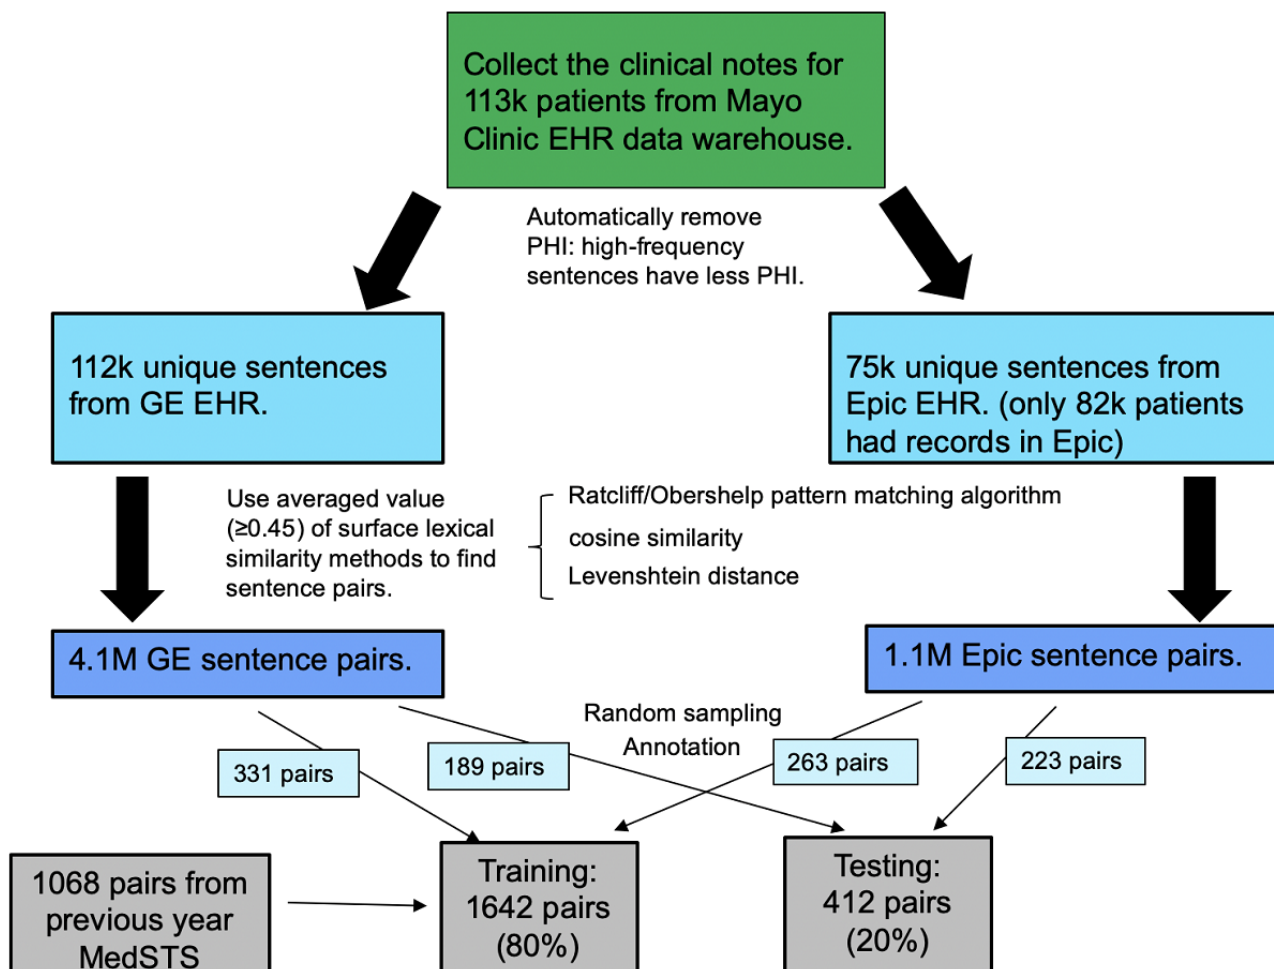 Collect the clinical notes for
113k patients from Mayo
Clinic EHR data warehouse.
Automatically remove
PHI: high-frequency
sentences have less PHI.
112k unique sentences
from GE EHR.
75k unique sentences from
Epic EHR. (only 82k patients
had records in Epic)
Use averaged value
(≥0.45) of surface lexical
similarity methods to find
sentence pairs.
Ratcliff/Obershelp pattern matching algorithm
cosine similarity
Levenshtein distance
4.1M GE sentence pairs.
1.1M Epic sentence pairs.
Random sampling
Annotation
331 pairs
189 pairs
263 pairs
223 pairs
1068 pairs from
previous year
MedSTS
Training:
1642 pairs
(80%)
Testing:
412 pairs
(20%)